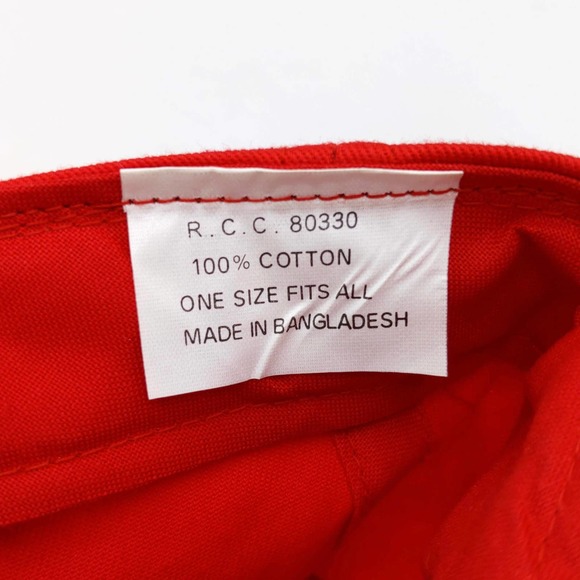 R.C.C. 80330
100% COTTON
ONE SIZE FITS ALL
MADE IN BANGLADESH